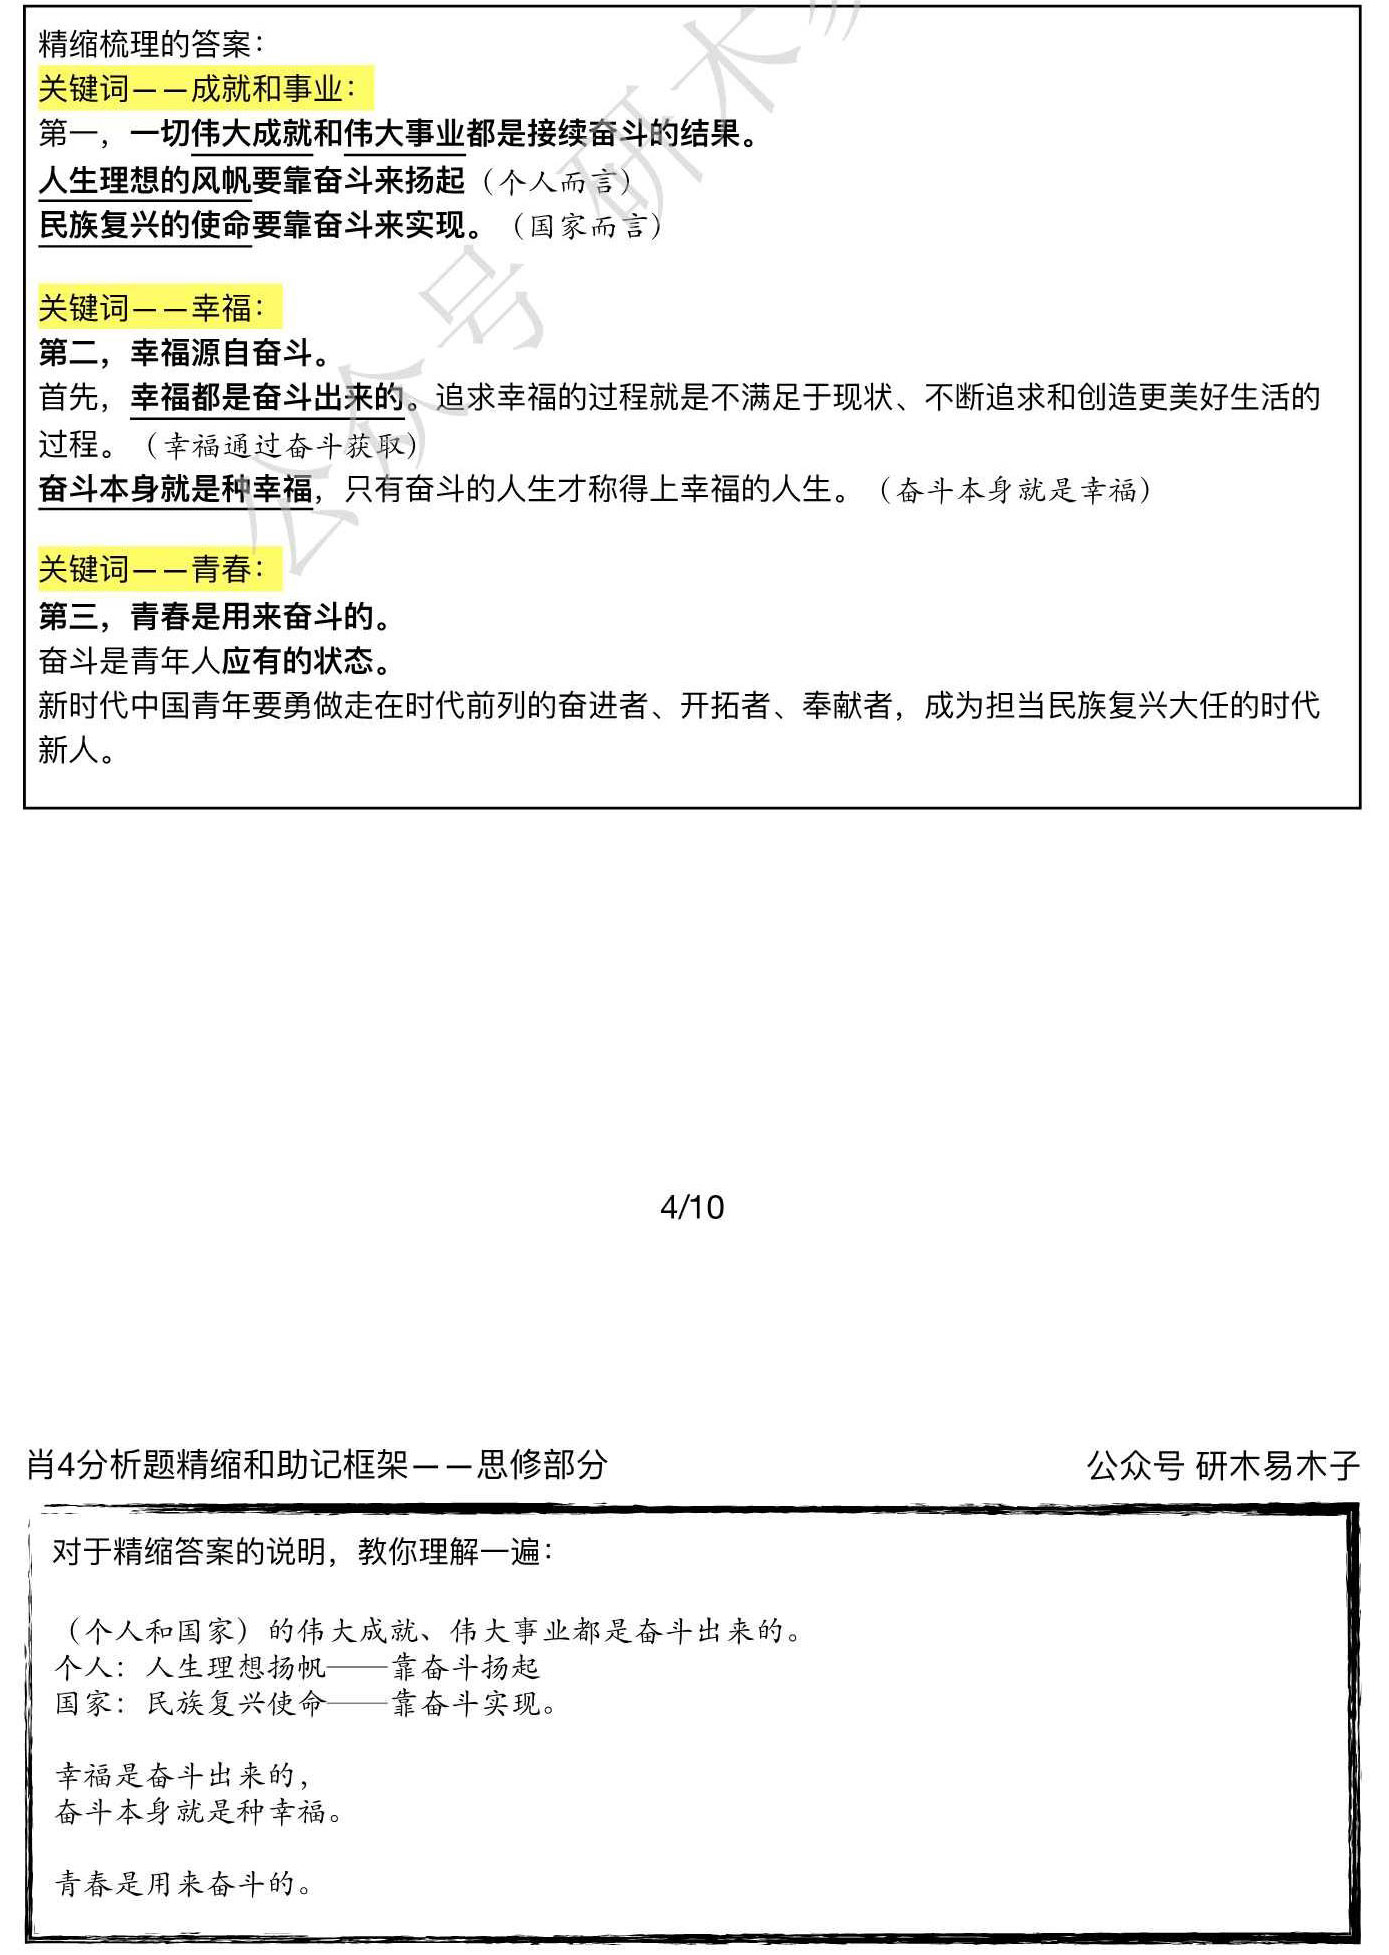 精缩梳理的答案：
关键词——成就和事业：
第一，一切伟大成就和伟大事业都是接续奋斗的结果。
人生理想的风帆要靠奋斗来扬起（个人而言）
民族复兴的使命要靠奋斗来实现。（国家而言）
关键词——幸福：
第二，幸福源自奋斗。
首先，幸福都是奋斗出来的。追求幸福的过程就是不满足于现状、不断追求和创造更美好生活的
过程。（幸福通过奋斗获取）
奋斗本身就是种幸福，只有奋斗的人生才称得上幸福的人生。（奋斗本身就是幸福）
关键词——青春：
第三，青春是用来奋斗的。
奋斗是青年人应有的状态。
新时代中国青年要勇做走在时代前列的奋进者、开拓者、奉献者，成为担当民族复兴大任的时代
新人。
公众号 研木
4/10
肖4分析题精缩和助记框架——思修部分
公众号 研木易木子
对于精缩答案的说明，教你理解一遍：
（个人和国家）的伟大成就、伟大事业都是奋斗出来的。
个人：人生理想扬帆——靠奋斗扬起
国家：民族复兴使命——靠奋斗实现。
幸福是奋斗出来的，
奋斗本身就是种幸福。
青春是用来奋斗的。